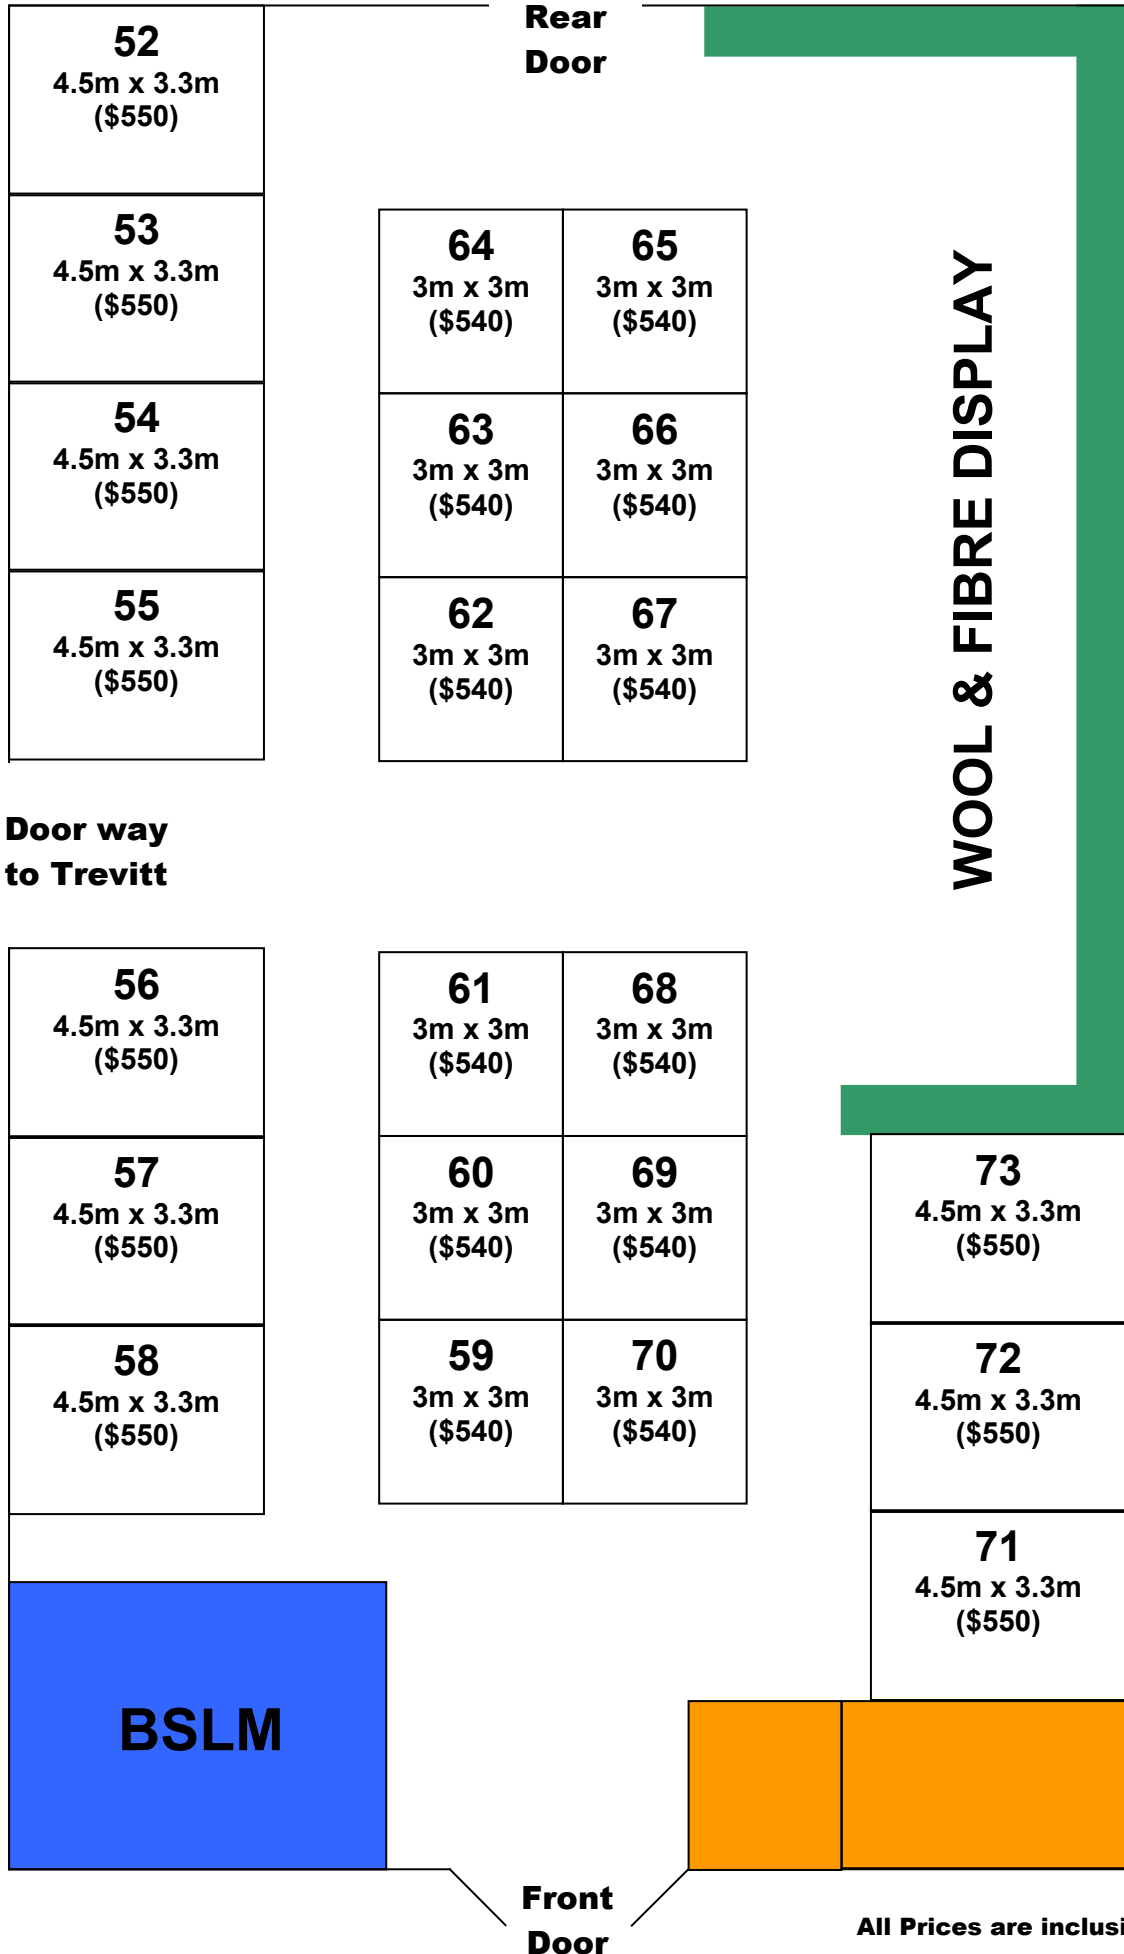 Rear
Door
52
4.5m x 3.3m
($550)
53
4.5m x 3.3m
($550)
54
4.5m x 3.3m
($550)
55
4.5m x 3.3m
($550)
64
3m x 3m
($540)
65
3m x 3m
($540)
63
3m x 3m
($540)
66
3m x 3m
($540)
62
3m x 3m
($540)
67
3m x 3m
($540)
WOOL & FIBRE DISPLAY
Door way
to Trevitt
56
4.5m x 3.3m
($550)
57
4.5m x 3.3m
($550)
58
4.5m x 3.3m
($550)
61
3m x 3m
($540)
68
3m x 3m
($540)
60
3m x 3m
($540)
69
3m x 3m
($540)
59
3m x 3m
($540)
70
3m x 3m
($540)
73
4.5m x 3.3m
($550)
72
4.5m x 3.3m
($550)
71
4.5m x 3.3m
($550)
BSLM
Front
Door
All Prices are inclusi